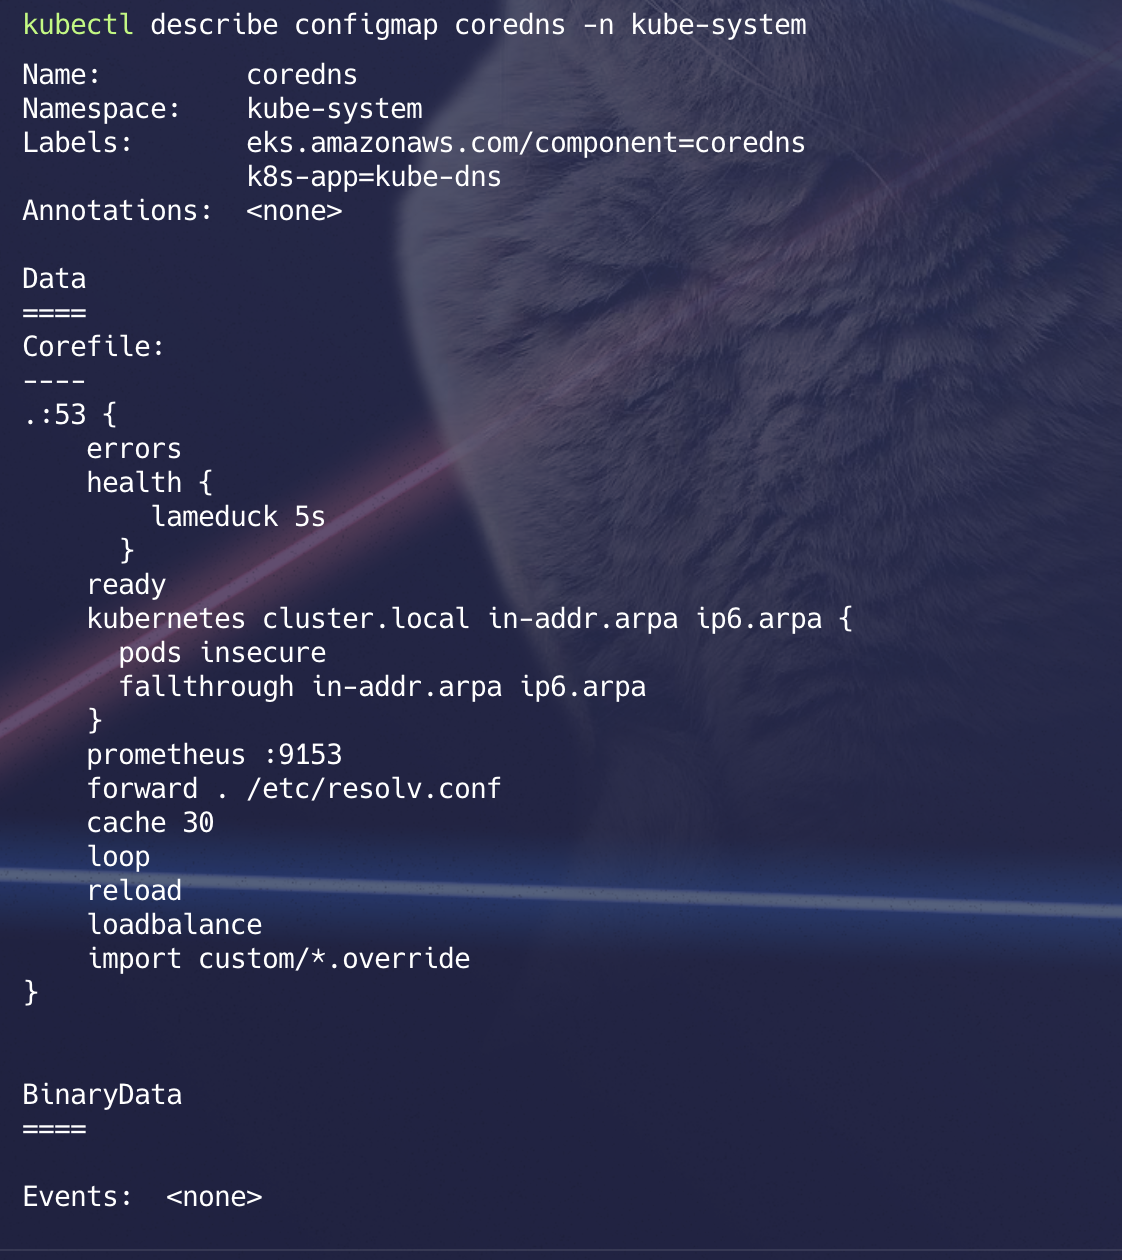 kubectl describe configmap coredns -n kube-system
Name:         coredns
Namespace:    kube-system
Labels:       eks.amazonaws.com/component=coredns
              k8s-app=kube-dns
Annotations:  <none>

Data
====
Corefile:
----
.:53 {
    errors
    health {
        lameduck 5s
      }
    ready
    kubernetes cluster.local in-addr.arpa ip6.arpa {
      pods insecure
      fallthrough in-addr.arpa ip6.arpa
    }
    prometheus :9153
    forward . /etc/resolv.conf
    cache 30
    loop
    reload
    loadbalance
    import custom/*.override
}

BinaryData
====

Events:  <none>